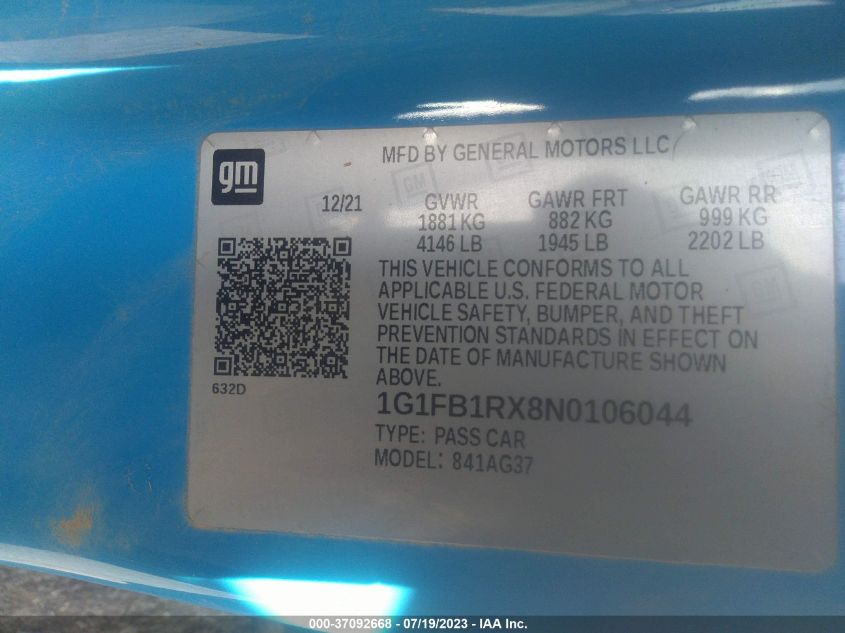 gm
MFD BY GENERAL MOTORS LLC
12/21
GVWR GAWR FRT GAWR RR
1881 KG 882 KG 999 KG
4146 LB 1945 LB 2202 LB
THIS VEHICLE CONFORMS TO ALL
APPLICABLE U.S. FEDERAL MOTOR
VEHICLE SAFETY, BUMPER, AND THEFT
PREVENTION STANDARDS IN EFFECT ON
THE DATE OF MANUFACTURE SHOWN
ABOVE.
632D
1G1FB1RX8N0106044
TYPE: PASS CAR
MODEL: 841AG37
000-37092668 - 07/19/2023 - IAA Inc.